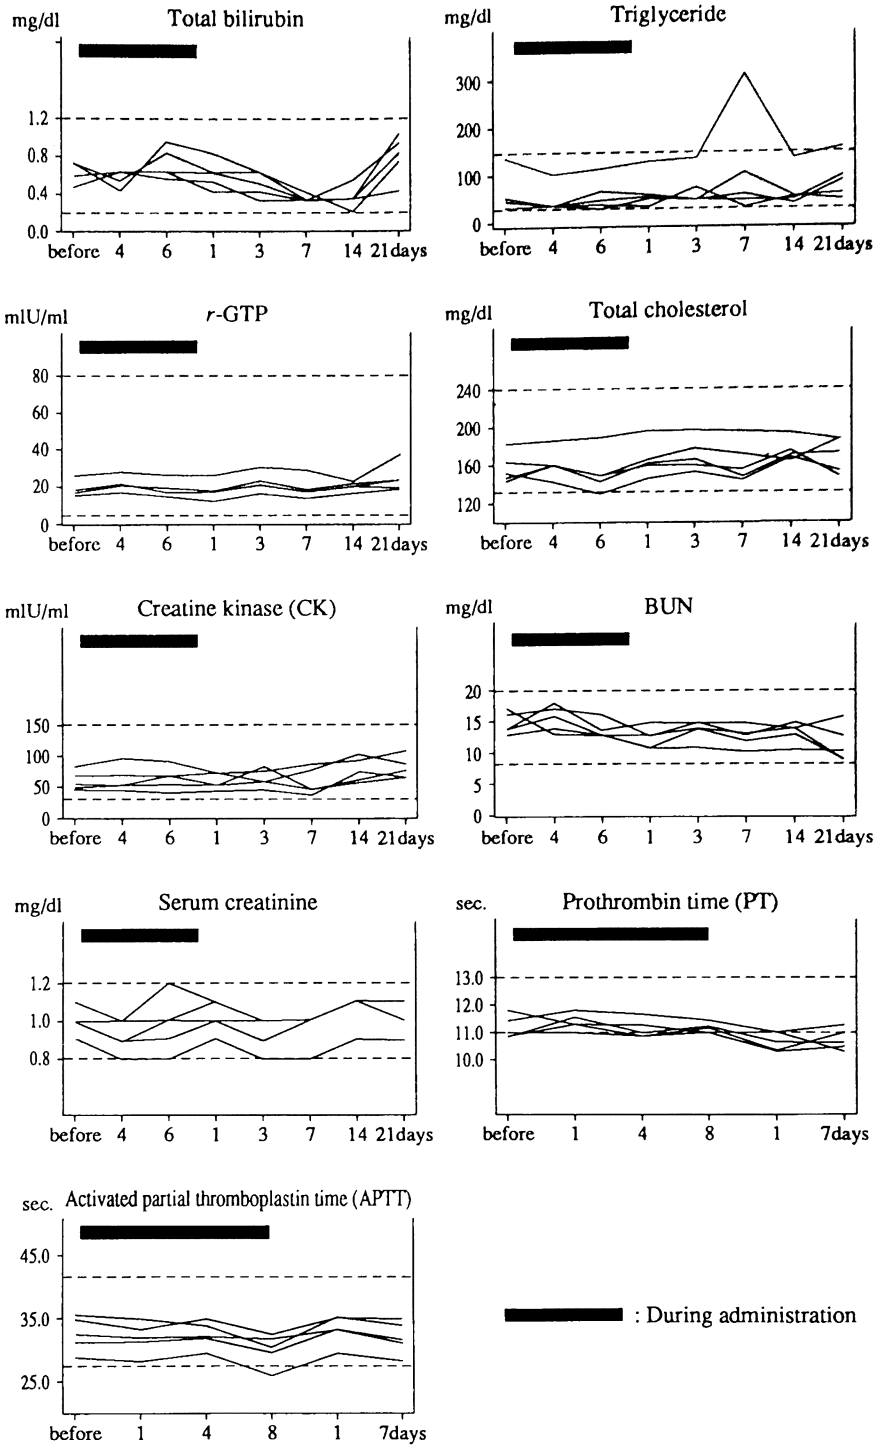 mg/dl Total bilirubin
1.2
0.8
0.4
0.0
before 4 6 1 3 7 14 21days
mg/dl Triglyceride
300
200
100
0
before 4 6 1 3 7 14 21days
mlU/ml r-GTP
80
60
40
20
0
before 4 6 1 3 7 14 21days
mg/dl Total cholesterol
240
200
160
120
before 4 6 1 3 7 14 21days
mlU/ml Creatine kinase (CK)
150
100
50
0
before 4 6 1 3 7 14 21days
mg/dl BUN
20
15
10
5
0
before 4 6 1 3 7 14 21days
mg/dl Serum creatinine
1.2
1.0
0.8
before 4 6 1 3 7 14 21days
sec. Prothrombin time (PT)
13.0
12.0
11.0
10.0
before 1 4 8 1 7days
sec. Activated partial thromboplastin time (APTT)
45.0
35.0
25.0
before 1 4 8 1 7days
: During administration